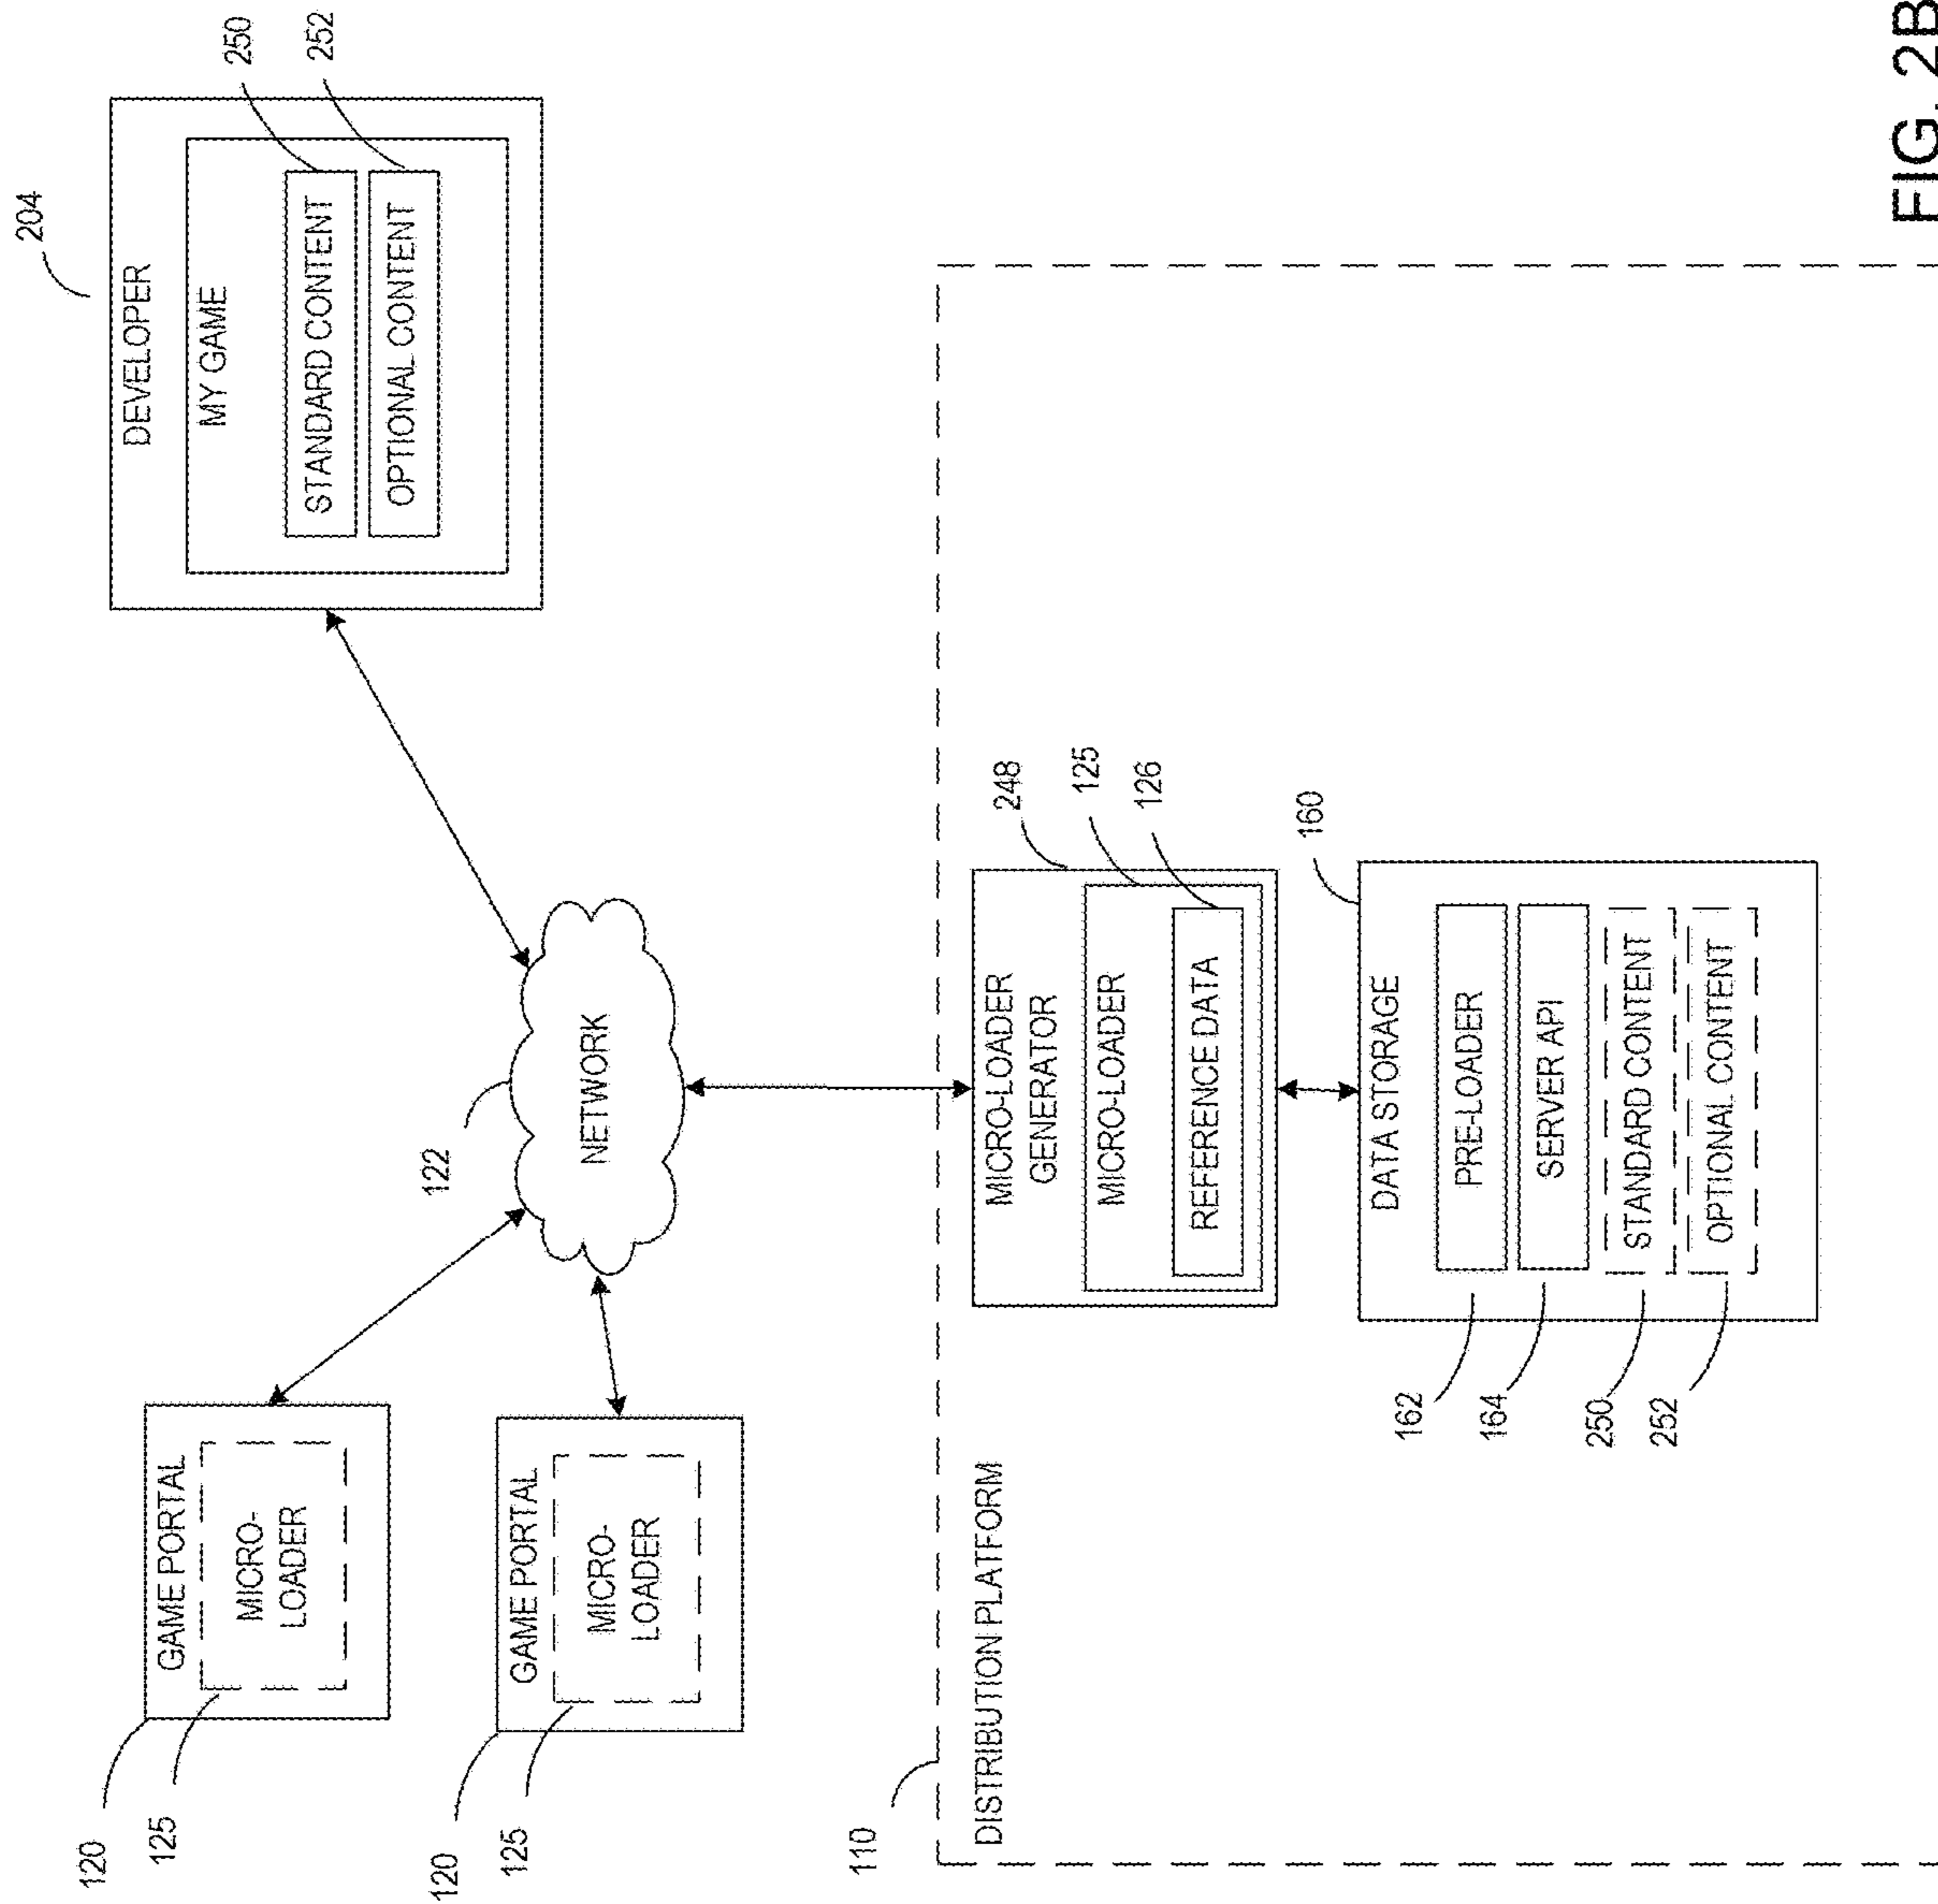 120
125
GAME PORTAL
MICRO-
LOADER
120
125
GAME PORTAL
MICRO-
LOADER
122
NETWORK
204
DEVELOPER
MY GAME
STANDARD CONTENT
OPTIONAL CONTENT
250
252
110
DISTRIBUTION PLATFORM
MICRO-LOADER
GENERATOR
MICRO-LOADER
REFERENCE DATA
248
125
126
160
DATA STORAGE
PRE-LOADER
SERVER API
STANDARD CONTENT
OPTIONAL CONTENT
162
164
250
252
FIG. 2B